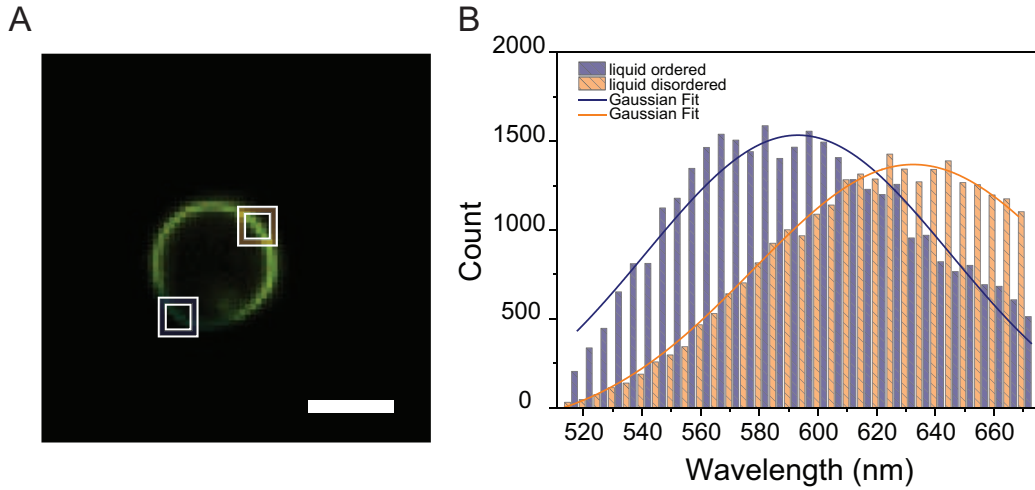 A
B
2000
1500
1000
500
0
Count
liquid ordered
liquid disordered
Gaussian Fit
Gaussian Fit
520 540 560 580 600 620 640 660
Wavelength (nm)